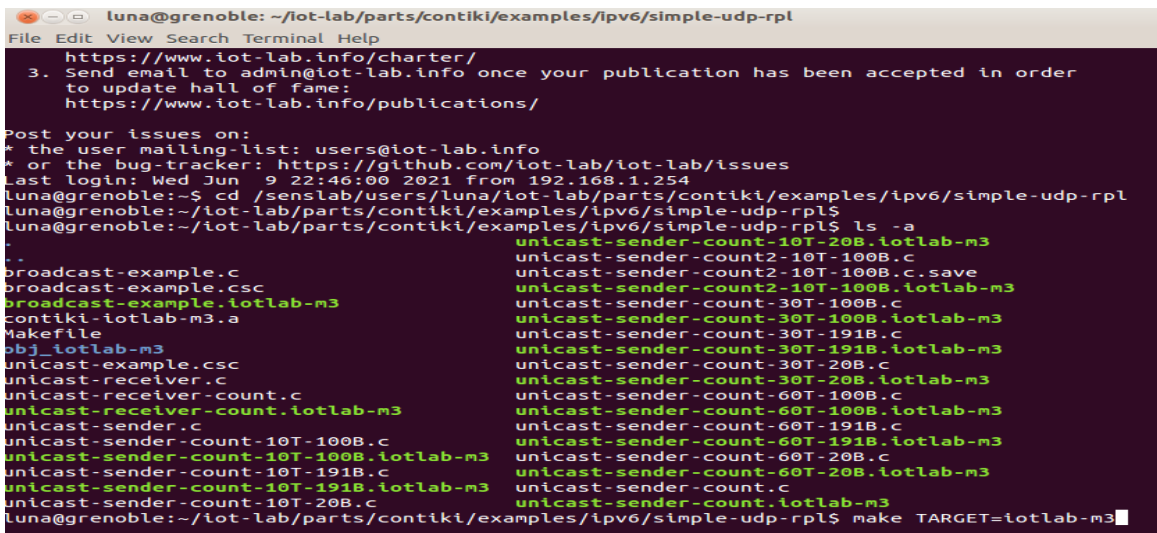 luna@grenoble: ~/iot-lab/parts/contiki/examples/ipv6/simple-udp-rpl
File Edit View Search Terminal Help
https://www.iot-lab.info/charter/
3. Send email to admin@iot-lab.info once your publication has been accepted in order
to update hall of fame:
https://www.iot-lab.info/publications/
Post your issues on:
* the user mailing-list: users@iot-lab.info
* or the bug-tracker: https://github.com/iot-lab/iot-lab/issues
Last login: Wed Jun  9 22:46:00 2021 from 192.168.1.254
luna@grenoble:~$ cd /senslab/users/luna/iot-lab/parts/contiki/examples/ipv6/simple-udp-rpl
luna@grenoble:~/iot-lab/parts/contiki/examples/ipv6/simple-udp-rpl$
luna@grenoble:~/iot-lab/parts/contiki/examples/ipv6/simple-udp-rpl$ ls -a
. unicast-sender-count-10T-20B.iotlab-m3
.. unicast-sender-count2-10T-100B.c
broadcast-example.c unicast-sender-count2-10T-100B.c.save
broadcast-example.csc unicast-sender-count2-10T-100B.iotlab-m3
broadcast-example.iotlab-m3 unicast-sender-count-30T-100B.c
contiki-iotlab-m3.a unicast-sender-count-30T-100B.iotlab-m3
Makefile unicast-sender-count-30T-191B.c
obj_iotlab-m3 unicast-sender-count-30T-191B.iotlab-m3
unicast-example.csc unicast-sender-count-30T-20B.c
unicast-receiver.c unicast-sender-count-30T-20B.iotlab-m3
unicast-receiver-count.c unicast-sender-count-60T-100B.c
unicast-receiver-count.iotlab-m3 unicast-sender-count-60T-100B.iotlab-m3
unicast-sender.c unicast-sender-count-60T-191B.c
unicast-sender-count-10T-100B.c unicast-sender-count-60T-191B.iotlab-m3
unicast-sender-count-10T-100B.iotlab-m3 unicast-sender-count-60T-20B.c
unicast-sender-count-10T-191B.c unicast-sender-count-60T-20B.iotlab-m3
unicast-sender-count-10T-191B.iotlab-m3 unicast-sender-count.c
unicast-sender-count-10T-20B.c unicast-sender-count.iotlab-m3
luna@grenoble:~/iot-lab/parts/contiki/examples/ipv6/simple-udp-rpl$ make TARGET=iotlab-m3